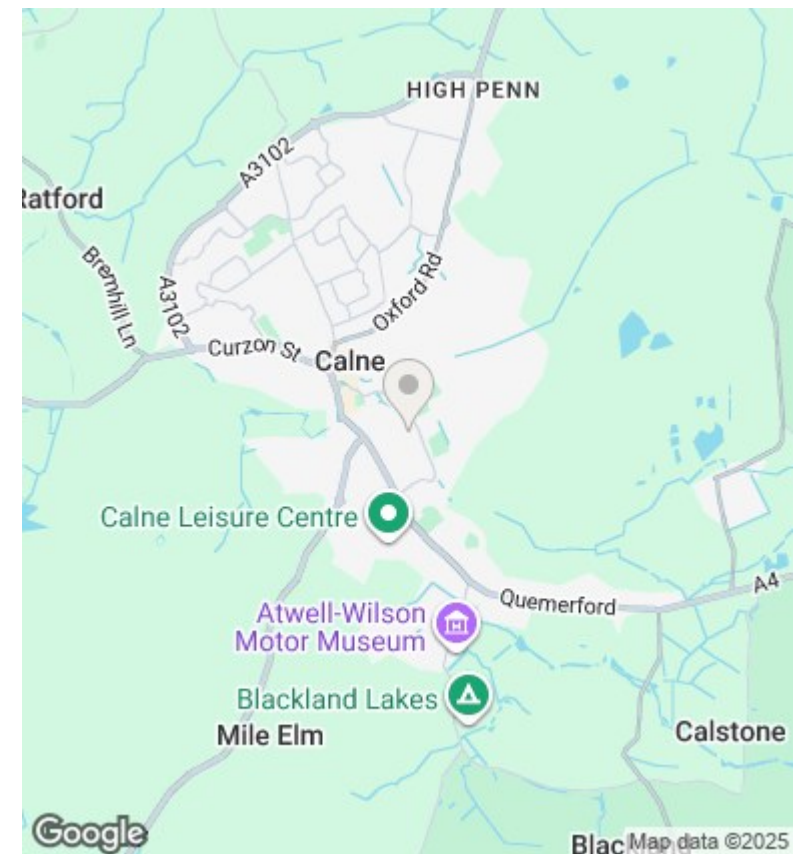 HIGH PENN
A3102
Ratford
Bremhill Ln
A3102
Oxford Rd
Curzon St
Calne
Calne Leisure Centre
Quemerford
A4
Atwell-Wilson
Motor Museum
Blackland Lakes
Mile Elm
Calstone
Google
Map data ©2025